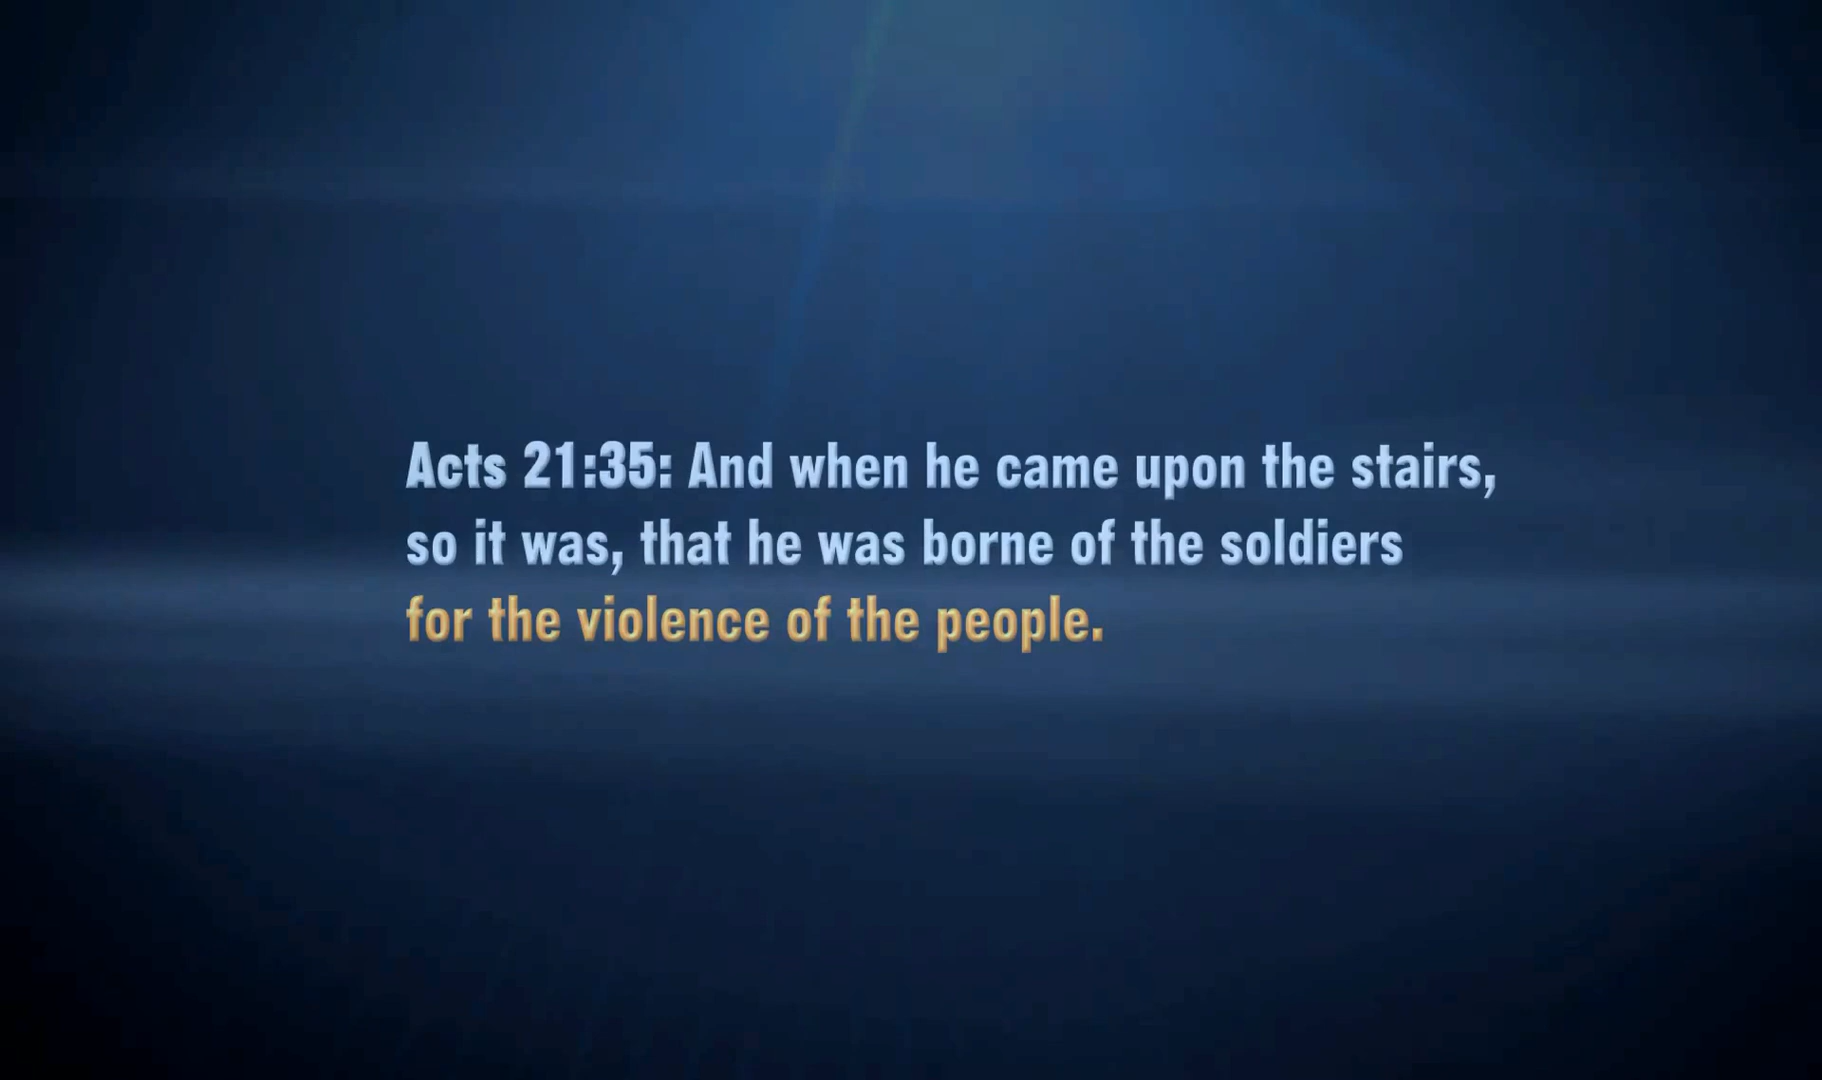 Acts 21:35: And when he came upon the stairs,
so it was, that he was borne of the soldiers
for the violence of the people.